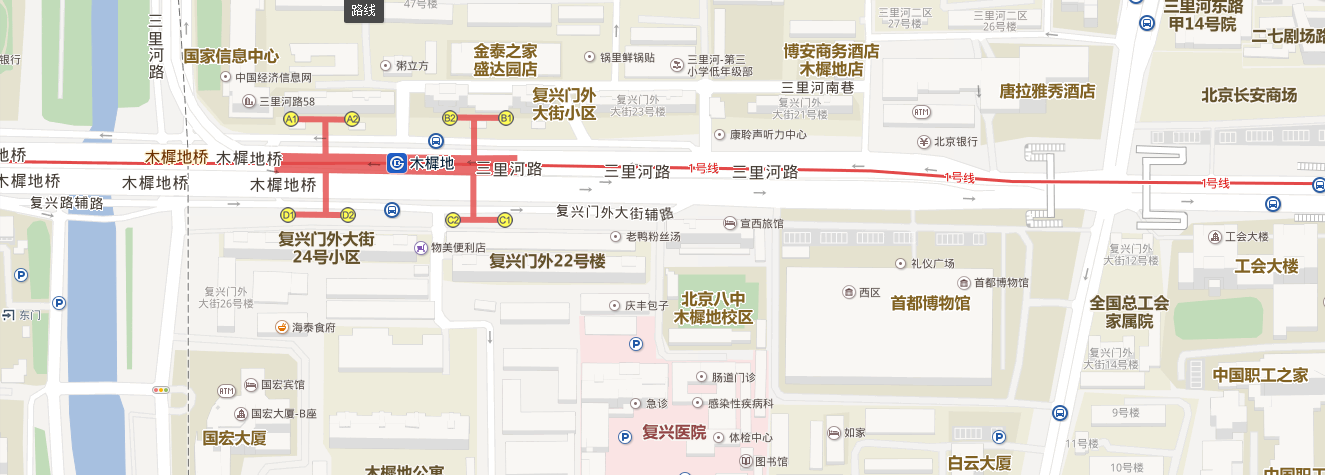 47号楼
路线
三里河二区
26号楼
三里河二区
27号楼
三里河东路
甲14号院
二七剧场路
三里河路
国家信息中心
中国经济信息网
三里河路58
粥立方
金泰之家
盛达园店
锅里鲜锅贴
三里河-第三
小学低年级部
博安商务酒店
木樨地店
三里河南巷
唐拉雅秀酒店
北京长安商场
银行
复兴门外
大街小区
复兴门外
大街23号楼
复兴门外
大街21号楼
ATM
康聆声听力中心
北京银行
复兴门外
大街19号楼
A1
A2
B2
B1
地桥
木樨地桥
木樨地桥
木樨地
三里河路
三里河路
1号线
三里河路
1号线
1号线
木樨地桥
木樨地桥
木樨地桥
复兴路辅路
D1
D2
C2
C1
复兴门外大街辅路
宣西旅馆
复兴门外大街
24号小区
物美便利店
老鸭粉丝汤
复兴门外22号楼
复兴门外
大街12号楼
工会大楼
工会大楼
礼仪广场
首都博物馆
西区
首都博物馆
复兴门外
大街26号楼
庆丰包子
北京八中
木樨地校区
全国总工会
家属院
东门
海泰食府
复兴门外
大街14号楼
中国职工之家
ATM
国宏宾馆
国宏大厦-B座
国宏大厦
肠道门诊
急诊
感染性疾病科
复兴医院
体检中心
图书馆
如家
白云大厦
9号楼
11号楼
10号楼
木樨地公寓
中国职工